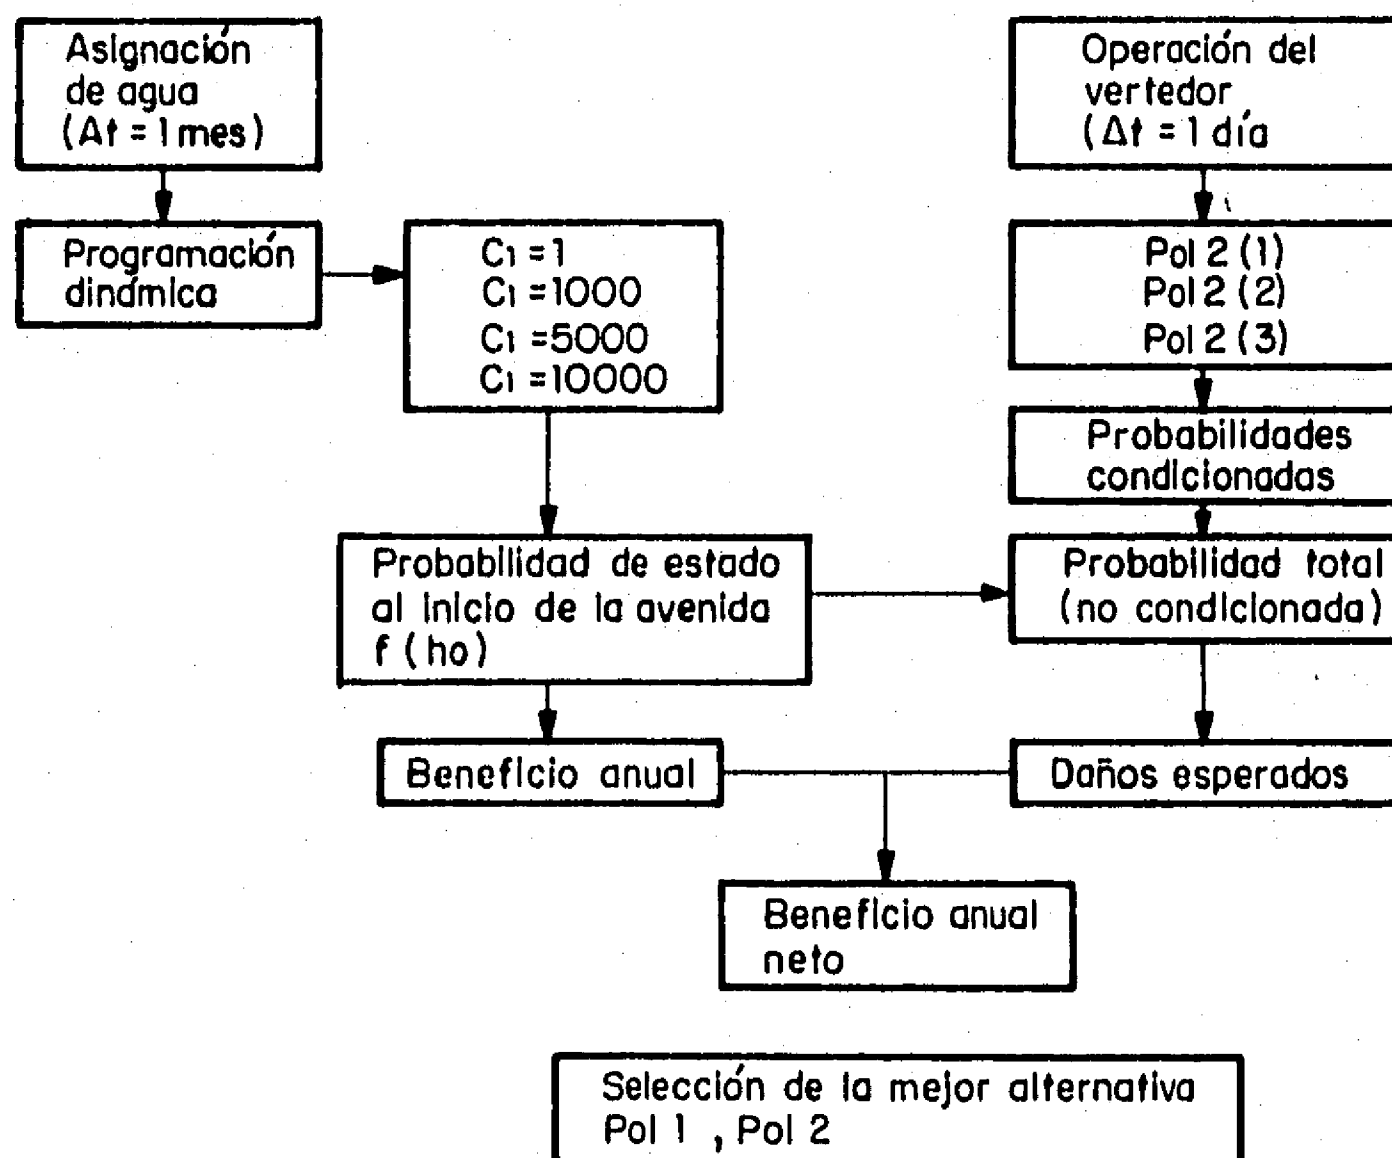 Asignación
de agua
(Δt = 1 mes)
Programación
dinámica
C1 = 1
C1 = 1000
C1 = 5000
C1 = 10000
Probabilidad de estado
al inicio de la avenida
f (ho)
Beneficio anual
Operación del
vertedor
(Δt = 1 día
Pol 2 (1)
Pol 2 (2)
Pol 2 (3)
Probabilidades
condicionadas
Probabilidad total
(no condicionada)
Daños esperados
Beneficio anual
neto
Selección de la mejor alternativa
Pol 1 , Pol 2